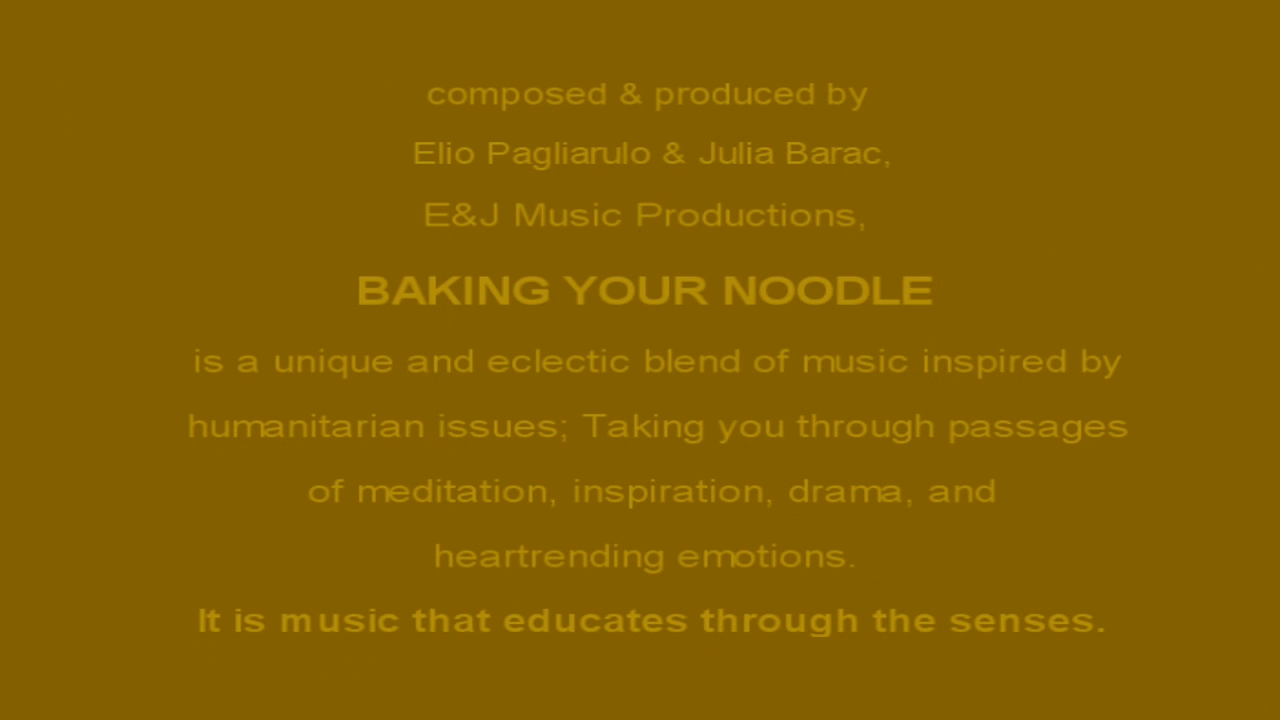 composed & produced by
Elio Pagliarulo & Julia Barac,
E&J Music Productions,
BAKING YOUR NOODLE
is a unique and eclectic blend of music inspired by
humanitarian issues; Taking you through passages
of meditation, inspiration, drama, and
heartrending emotions.
It is music that educates through the senses.